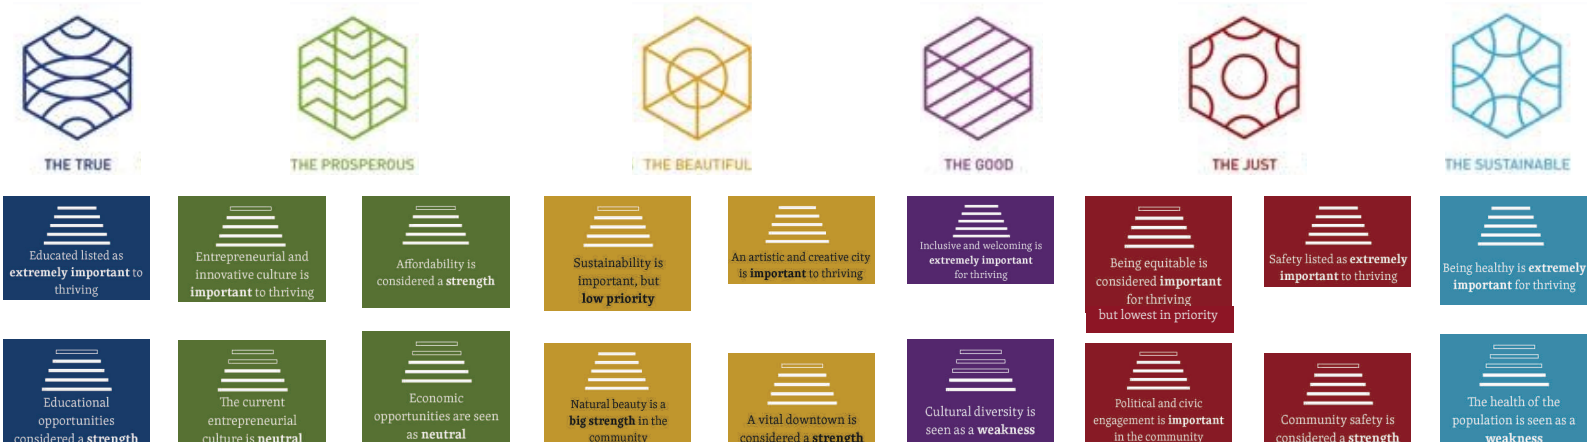 THE TRUE
THE PROSPEROUS
THE BEAUTIFUL
THE GOOD
THE JUST
THE SUSTAINABLE
Educated listed as
extremely important to
thriving
Entrepreneurial and
innovative culture is
important to thriving
Affordability is
considered a strength
Sustainability is
important, but
low priority
An artistic and creative city
is important to thriving
Inclusive and welcoming is
extremely important
for thriving
Being equitable is
considered important
for thriving
but lowest in priority
Safety listed as extremely
important to thriving
Being healthy is extremely
important for thriving
Educational
opportunities
considered a strength
The current
entrepreneurial
culture is neutral
Economic
opportunities are seen
as neutral
Natural beauty is a
big strength in the
community
A vital downtown is
considered a strength
Cultural diversity is
seen as a weakness
Political and civic
engagement is important
in the community
Community safety is
considered a strength
The health of the
population is seen as a
weakness